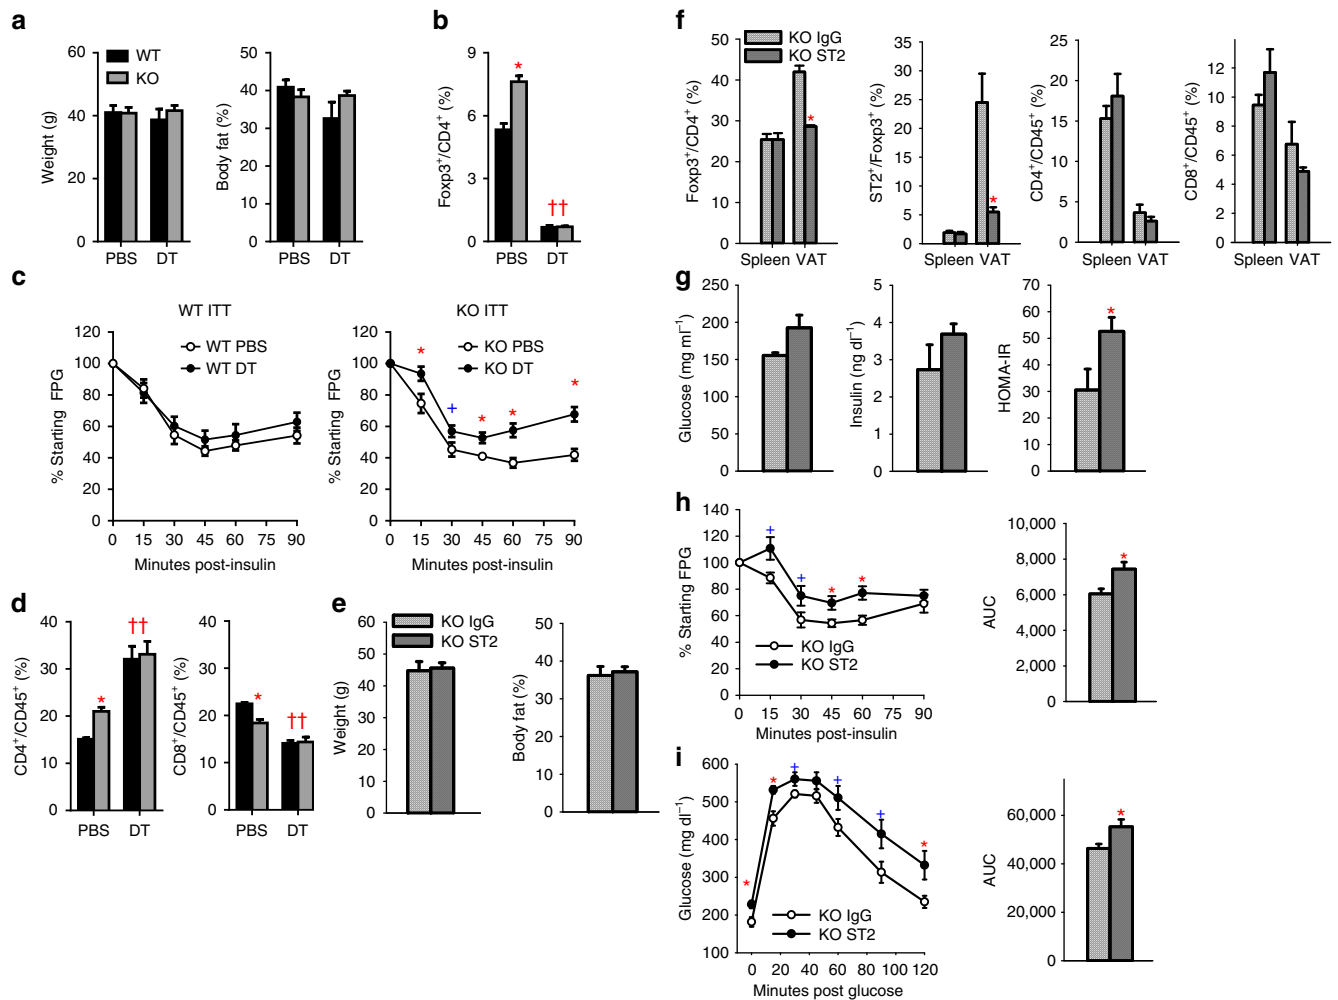 a
Weight (g)
60
40
20
0
WT
KO
PBS DT
Body fat (%)
50
40
30
20
10
0
PBS DT
b
Foxp3⁺/CD4⁺ (%)
9
6
3
0
*
††
PBS DT
c
WT ITT
% Starting FPG
120
100
80
60
40
20
0
WT PBS
WT DT
0 15 30 45 60 75 90
Minutes post-insulin
KO ITT
% Starting FPG
120
100
80
60
40
20
0
KO PBS
KO DT
* + * * *
0 15 30 45 60 75 90
Minutes post-insulin
d
CD4⁺/CD45⁺ (%)
40
30
20
10
0
*
††
PBS DT
CD8⁺/CD45⁺ (%)
40
30
20
10
0
*
††
PBS DT
e
KO IgG
KO ST2
Weight (g)
60
50
40
30
20
10
0
Body fat (%)
50
40
30
20
10
0
f
KO IgG
KO ST2
Foxp3⁺/CD4⁺ (%)
50
40
30
20
10
0
*
Spleen VAT
ST2⁺/Foxp3⁺ (%)
35
30
25
20
15
10
5
0
*
Spleen VAT
CD4⁺/CD45⁺ (%)
25
20
15
10
5
0
Spleen VAT
CD8⁺/CD45⁺ (%)
12
10
8
6
4
2
0
Spleen VAT
g
Glucose (mg ml⁻¹)
250
200
150
100
50
0
Insulin (ng dl⁻¹)
5
4
3
2
1
0
HOMA-IR
70
60
50
40
30
20
10
0
*
h
% Starting FPG
140
120
100
80
60
40
20
0
+ + * *
KO IgG
KO ST2
0 15 30 45 60 75 90
Minutes post-insulin
AUC
10,000
8,000
6,000
4,000
2,000
0
*
i
Glucose (mg dl⁻¹)
600
500
400
300
200
100
* * + + + *
KO IgG
KO ST2
0 20 40 60 80 100 120
Minutes post glucose
AUC
60,000
40,000
20,000
0
*